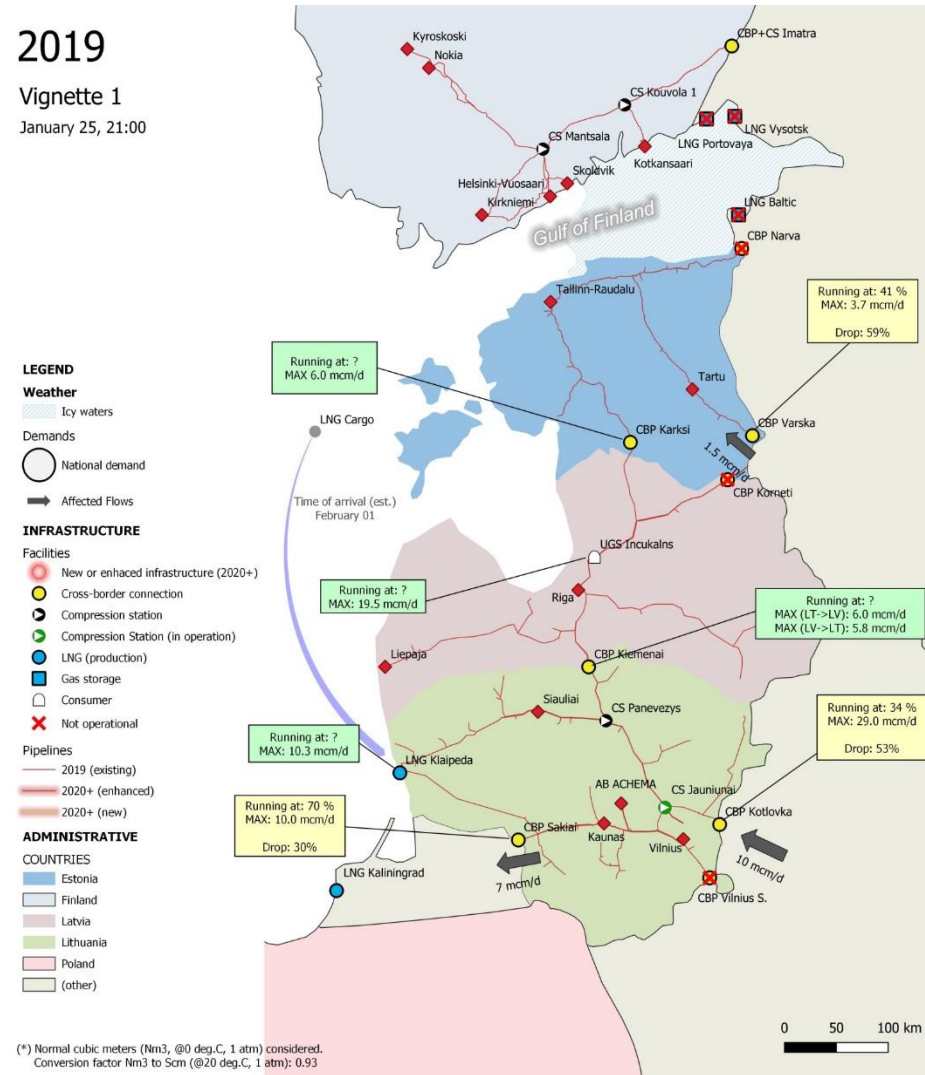 2019
Vignette 1
January 25, 21:00
Kyroskoski
Nokia
CBP+CS Imatra
CS Kouvola 1
LNG Vysotsk
LNG Portovaya
CS Mantsala
Kotkansaari
Skoldvik
Helsinki-Vuosaari
Kirkniemi
Gulf of Finland
LNG Baltic
CBP Narva
Tallinn-Raudalu
Running at: 41 %
MAX: 3.7 mcm/d
Drop: 59%
Running at: ?
MAX 6.0 mcm/d
Tartu
LNG Cargo
CBP Karksi
CBP Varska
1.5 mcm/d
CBP Korneti
Time of arrival (est.)
February 01
UGS Incukalns
Running at: ?
MAX: 19.5 mcm/d
Riga
Running at: ?
MAX (LT->LV): 6.0 mcm/d
MAX (LV->LT): 5.8 mcm/d
Liepaja
CBP Kiemenai
Siauliai
CS Panevezys
Running at: 34 %
MAX: 29.0 mcm/d
Drop: 53%
Running at: ?
MAX: 10.3 mcm/d
LNG Klaipeda
AB ACHEMA
CS Jauniunai
CBP Kotlovka
Running at: 70 %
MAX: 10.0 mcm/d
Drop: 30%
CBP Sakiai
Kaunas
Vilnius
10 mcm/d
7 mcm/d
LNG Kaliningrad
CBP Vilnius S.
LEGEND
Weather
Icy waters
Demands
National demand
Affected Flows
INFRASTRUCTURE
Facilities
New or enhaced infrastructure (2020+)
Cross-border connection
Compression station
Compression Station (in operation)
LNG (production)
Gas storage
Consumer
Not operational
Pipelines
2019 (existing)
2020+ (enhanced)
2020+ (new)
ADMINISTRATIVE
COUNTRIES
Estonia
Finland
Latvia
Lithuania
Poland
(other)
0 50 100 km
(*) Normal cubic meters (Nm3, @0 deg.C, 1 atm) considered.
Conversion factor Nm3 to Scm (@20 deg.C, 1 atm): 0.93